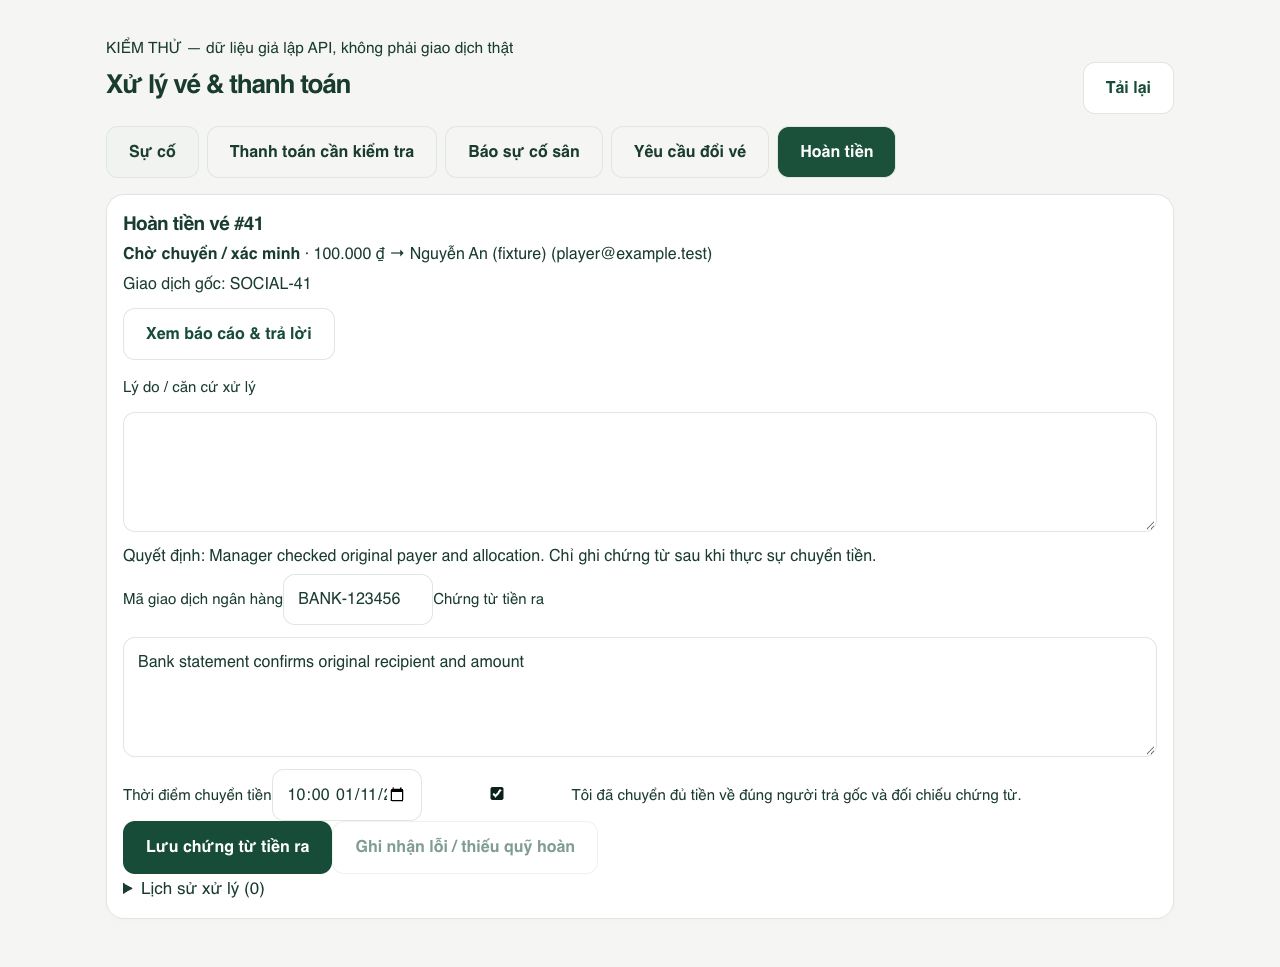 KIỂM THỬ — dữ liệu giả lập API, không phải giao dịch thật
Xử lý vé & thanh toán
Tải lại
Sự cố
Thanh toán cần kiểm tra
Báo sự cố sân
Yêu cầu đổi vé
Hoàn tiền
Hoàn tiền vé #41
Chờ chuyển / xác minh · 100.000 ₫ → Nguyễn An (fixture) (player@example.test)
Giao dịch gốc: SOCIAL-41
Xem báo cáo & trả lời
Lý do / căn cứ xử lý
Quyết định: Manager checked original payer and allocation. Chỉ ghi chứng từ sau khi thực sự chuyển tiền.
Mã giao dịch ngân hàng BANK-123456 Chứng từ tiền ra
Bank statement confirms original recipient and amount
Thời điểm chuyển tiền 10:00 01/11/ Tôi đã chuyển đủ tiền về đúng người trả gốc và đối chiếu chứng từ.
Lưu chứng từ tiền ra
Ghi nhận lỗi / thiếu quỹ hoàn
Lịch sử xử lý (0)